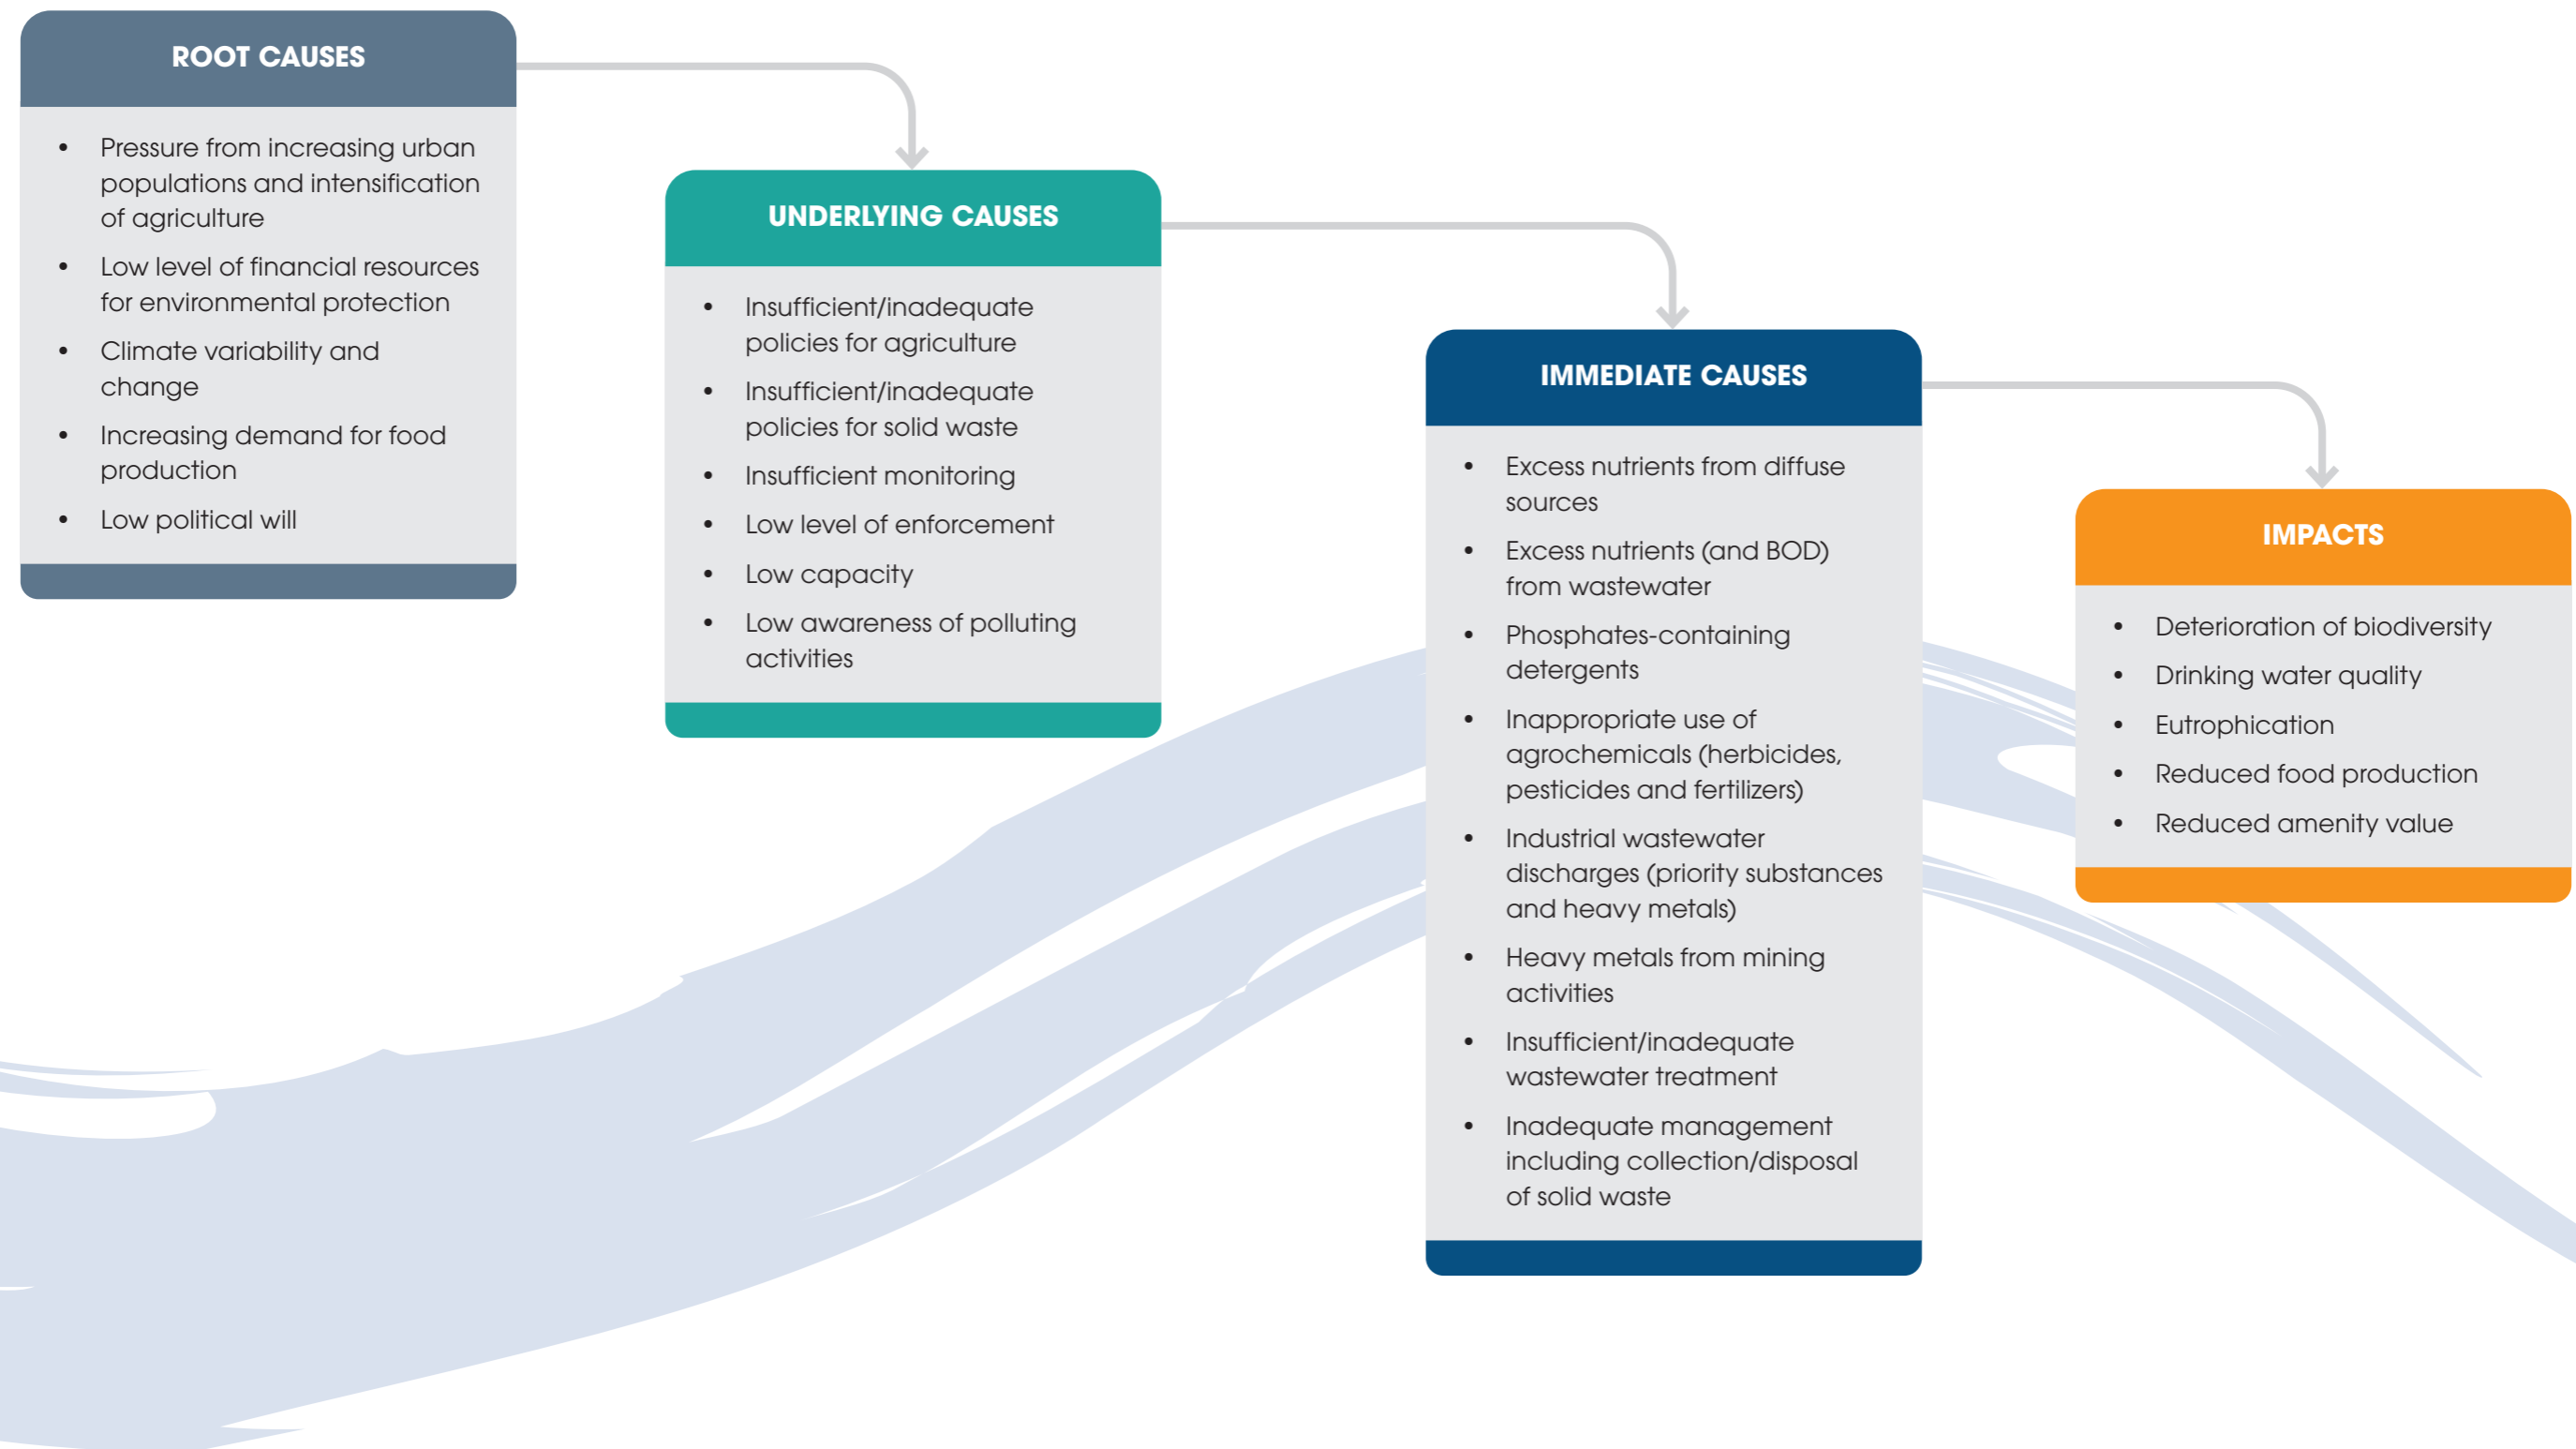 ROOT CAUSES
• Pressure from increasing urban
populations and intensification
of agriculture
• Low level of financial resources
for environmental protection
• Climate variability and
change
• Increasing demand for food
production
• Low political will
UNDERLYING CAUSES
• Insufficient/inadequate
policies for agriculture
• Insufficient/inadequate
policies for solid waste
• Insufficient monitoring
• Low level of enforcement
• Low capacity
• Low awareness of polluting
activities
IMMEDIATE CAUSES
• Excess nutrients from diffuse
sources
• Excess nutrients (and BOD)
from wastewater
• Phosphates-containing
detergents
• Inappropriate use of
agrochemicals (herbicides,
pesticides and fertilizers)
• Industrial wastewater
discharges (priority substances
and heavy metals)
• Heavy metals from mining
activities
• Insufficient/inadequate
wastewater treatment
• Inadequate management
including collection/disposal
of solid waste
IMPACTS
• Deterioration of biodiversity
• Drinking water quality
• Eutrophication
• Reduced food production
• Reduced amenity value